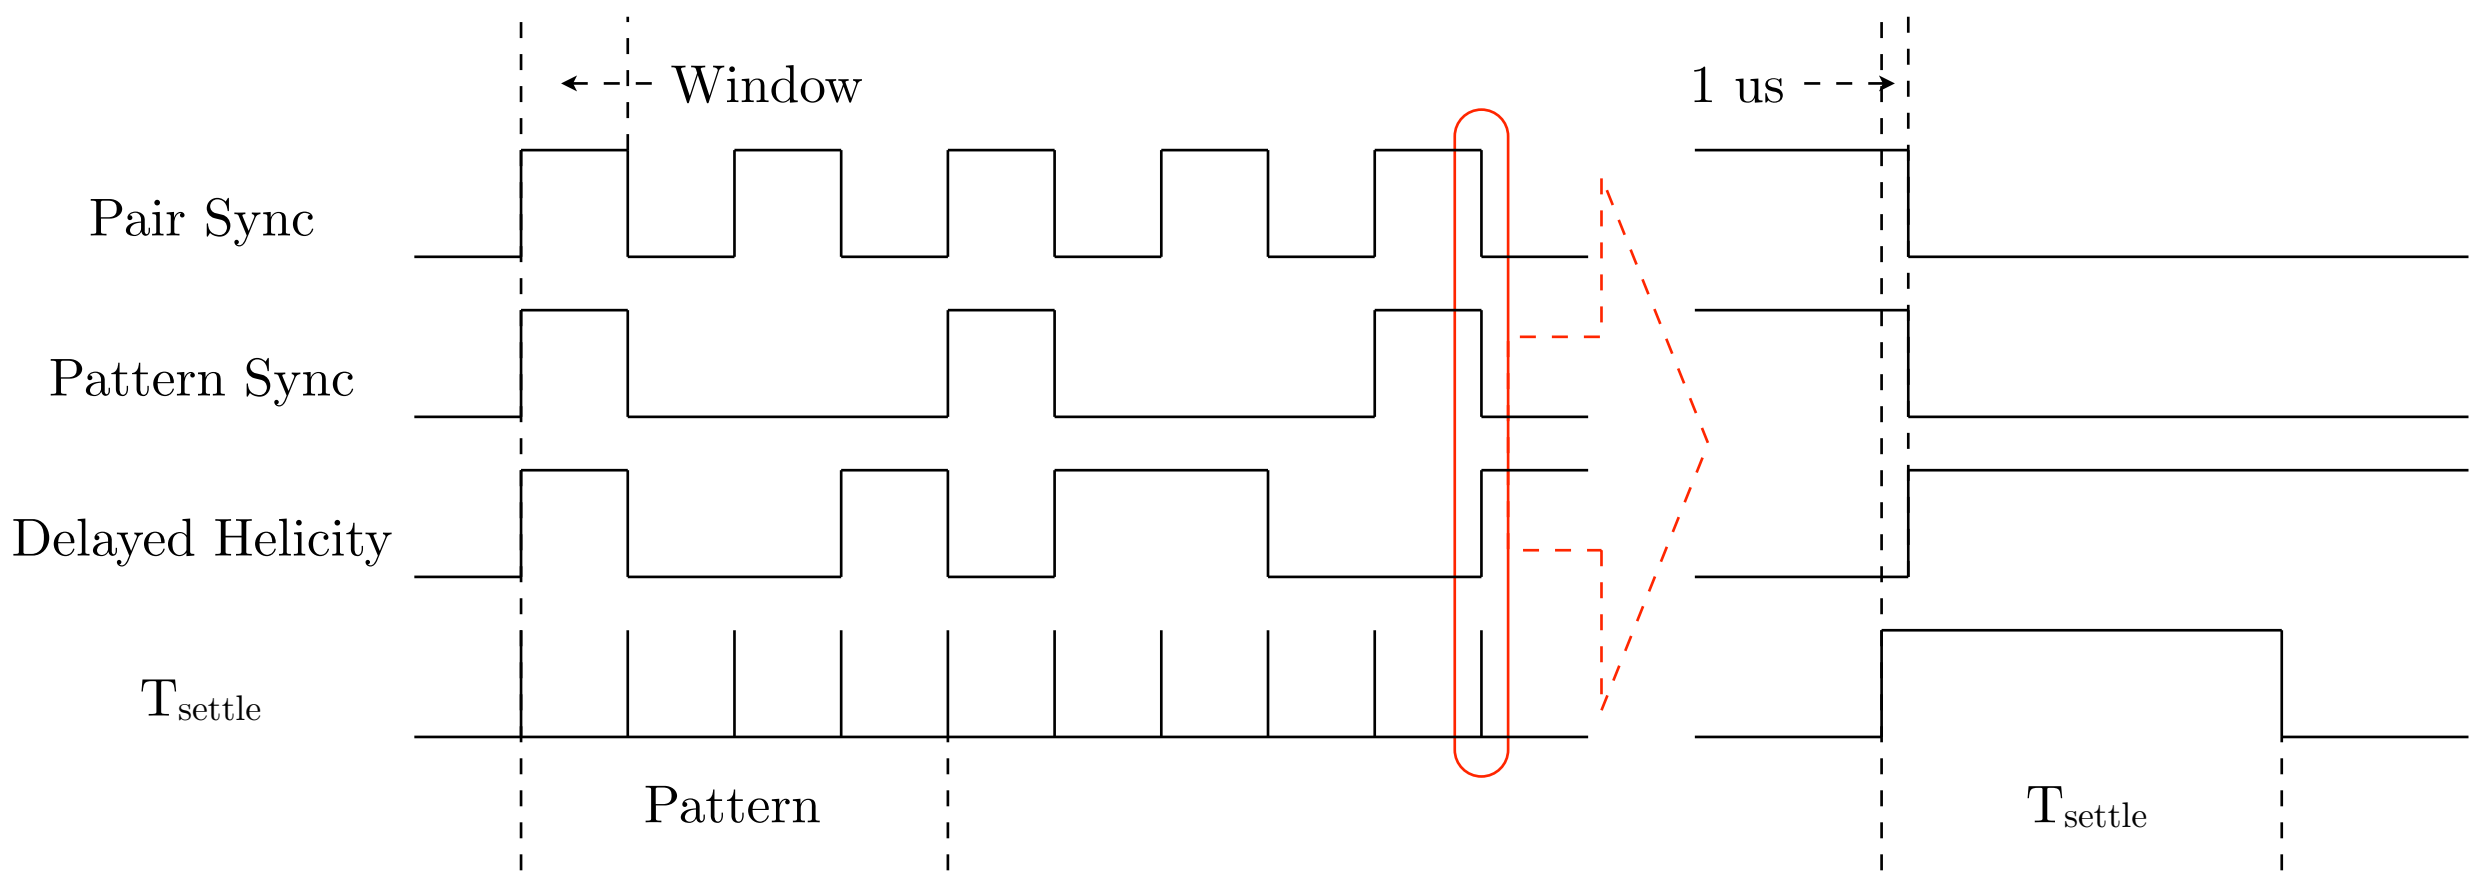 Window
1 us
Pair Sync
Pattern Sync
Delayed Helicity
Tsettle
Pattern
Tsettle